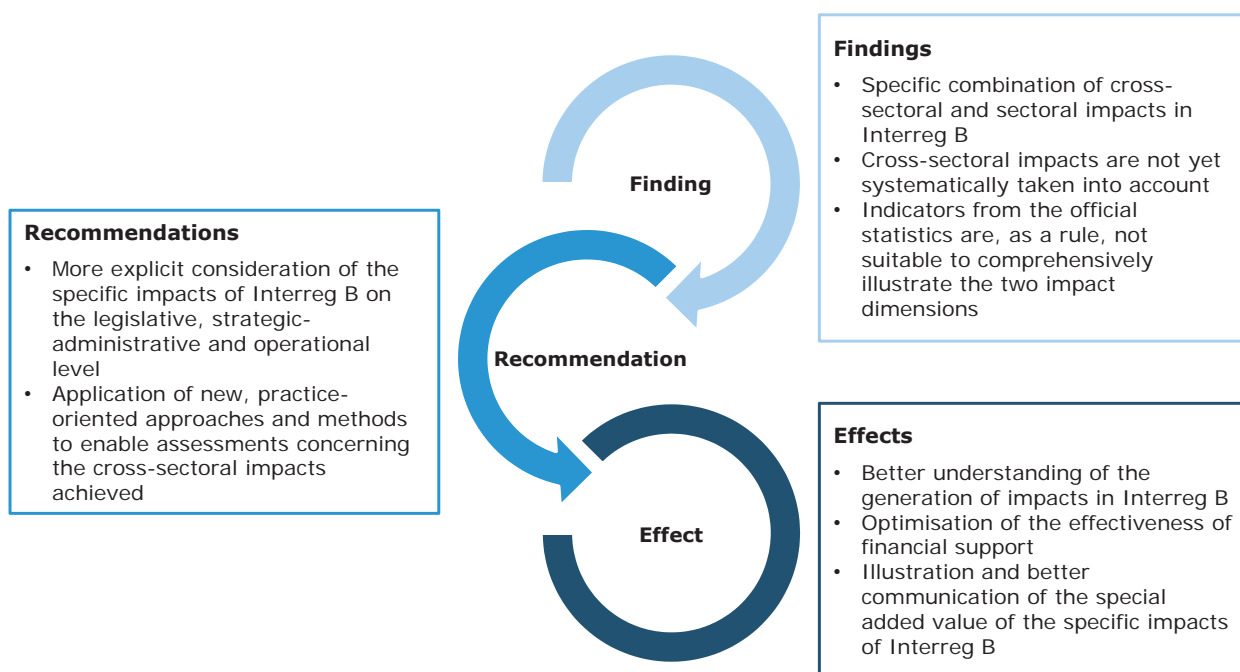 Findings
• Specific combination of cross-
sectoral and sectoral impacts in
Interreg B
• Cross-sectoral impacts are not yet
systematically taken into account
• Indicators from the official
statistics are, as a rule, not
suitable to comprehensively
illustrate the two impact
dimensions
Finding
Recommendations
• More explicit consideration of the
specific impacts of Interreg B on
the legislative, strategic-
administrative and operational
level
• Application of new, practice-
oriented approaches and methods
to enable assessments concerning
the cross-sectoral impacts
achieved
Recommendation
Effects
• Better understanding of the
generation of impacts in Interreg B
• Optimisation of the effectiveness of
financial support
• Illustration and better
communication of the special
added value of the specific impacts
of Interreg B
Effect